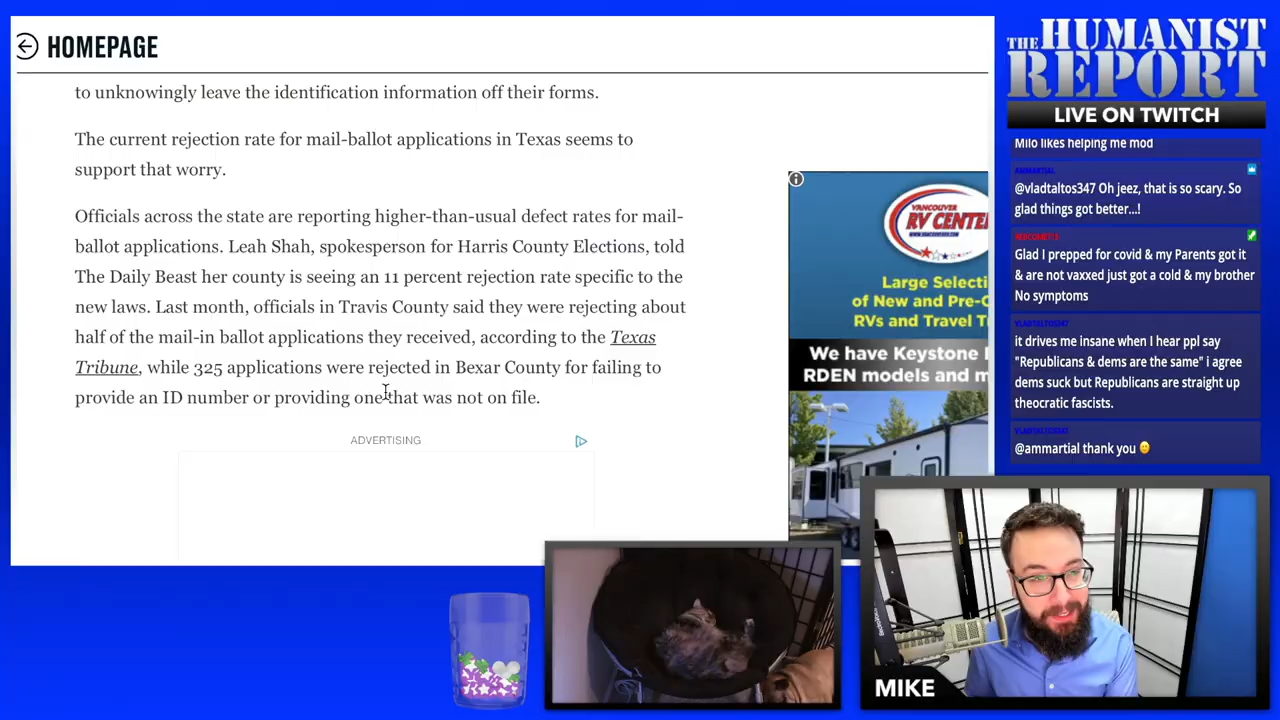 HOMEPAGE
to unknowingly leave the identification information off their forms.
The current rejection rate for mail-ballot applications in Texas seems to
support that worry.
Officials across the state are reporting higher-than-usual defect rates for mail-
ballot applications. Leah Shah, spokesperson for Harris County Elections, told
The Daily Beast her county is seeing an 11 percent rejection rate specific to the
new laws. Last month, officials in Travis County said they were rejecting about
half of the mail-in ballot applications they received, according to the Texas
Tribune, while 325 applications were rejected in Bexar County for failing to
provide an ID number or providing one that was not on file.
ADVERTISING
VANCOUVER
RV CENTE
Large Selecti
of New and Pre-O
RVs and Travel T
We have Keystone
RDEN models and m
THE HUMANIST
REPORT
LIVE ON TWITCH
Milo likes helping me mod
AMMARTIAL
@vladtaltos347 Oh jeez, that is so scary. So
glad things got better...!
Glad I prepped for covid & my Parents got it
& are not vaxxed just got a cold & my brother
No symptoms
it drives me insane when I hear ppl say
"Republicans & dems are the same" i agree
dems suck but Republicans are straight up
theocratic fascists.
@ammartial thank you
MIKE